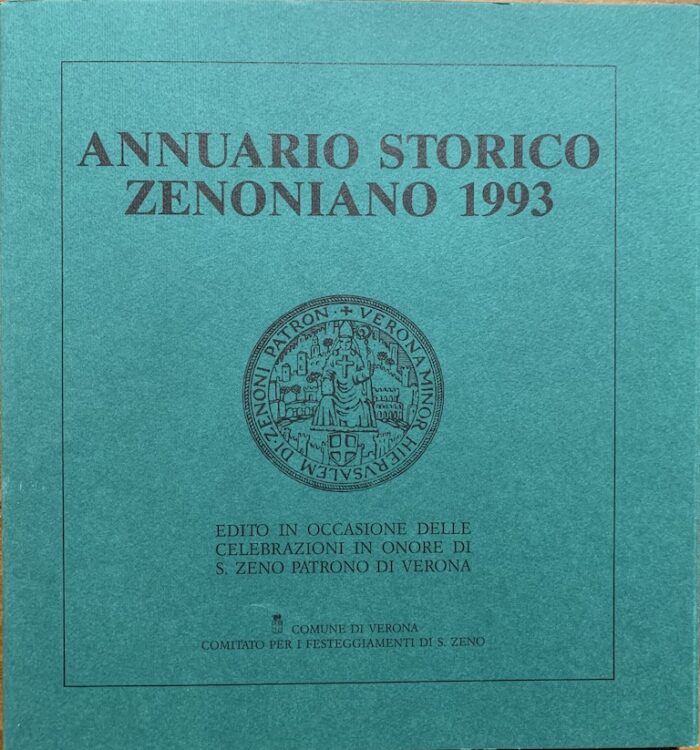 ANNUARIO STORICO
ZENONIANO 1993
VERONA MINOR HIERVSALEM DI ZENONI PATRON ·
EDITO IN OCCASIONE DELLE
CELEBRAZIONI IN ONORE DI
S. ZENO PATRONO DI VERONA
COMUNE DI VERONA
COMITATO PER I FESTEGGIAMENTI DI S. ZENO